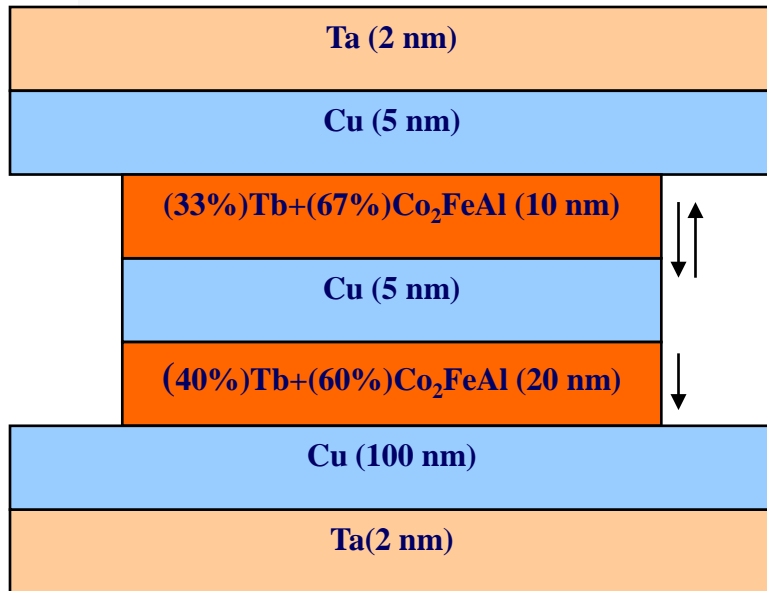 Ta (2 nm)
Cu (5 nm)
(33%)Tb+(67%)Co₂FeAl (10 nm)
Cu (5 nm)
(40%)Tb+(60%)Co₂FeAl (20 nm)
Cu (100 nm)
Ta(2 nm)